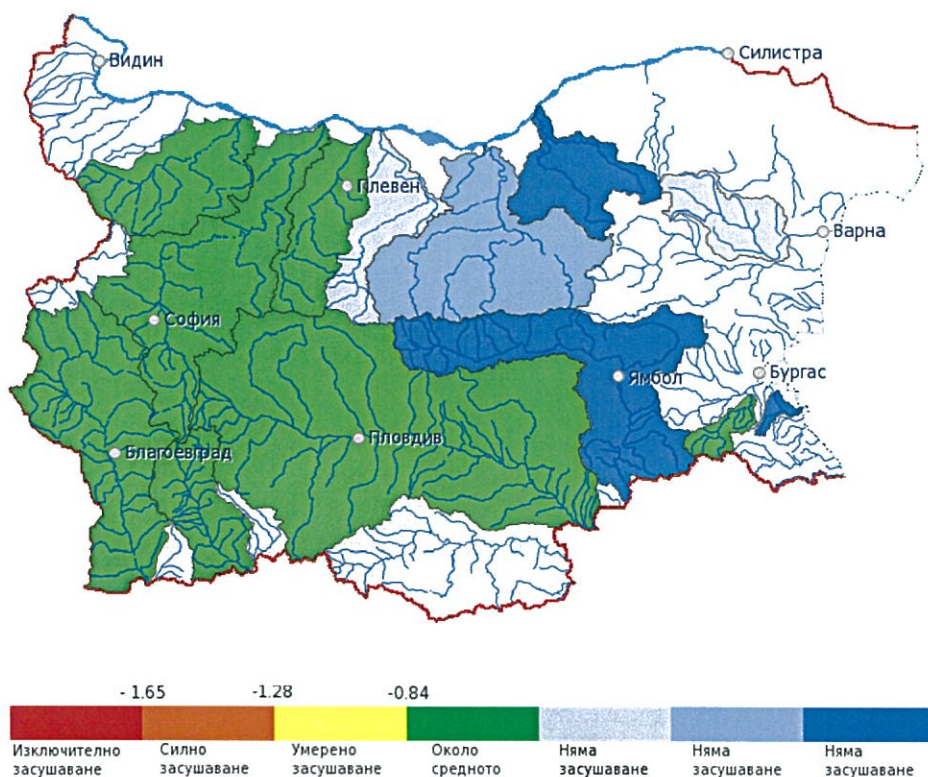 Видин
Силистра
Плевен
Варна
София
Бургас
Ямбол
Пловдив
Благоевград
- 1.65 -1.28 -0.84
Изключително засушаване
Силно засушаване
Умерено засушаване
Около средното
Няма засушаване
Няма засушаване
Няма засушаване